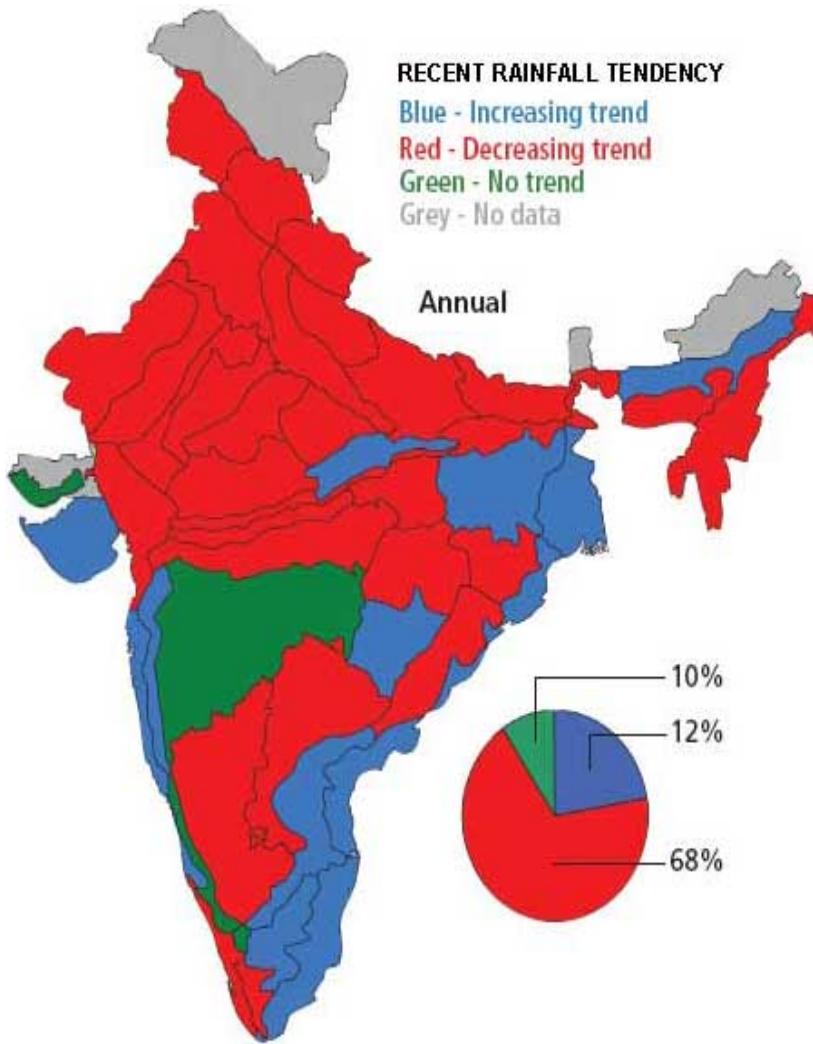 RECENT RAINFALL TENDENCY
Blue - Increasing trend
Red - Decreasing trend
Green - No trend
Grey - No data
Annual
10%
12%
68%